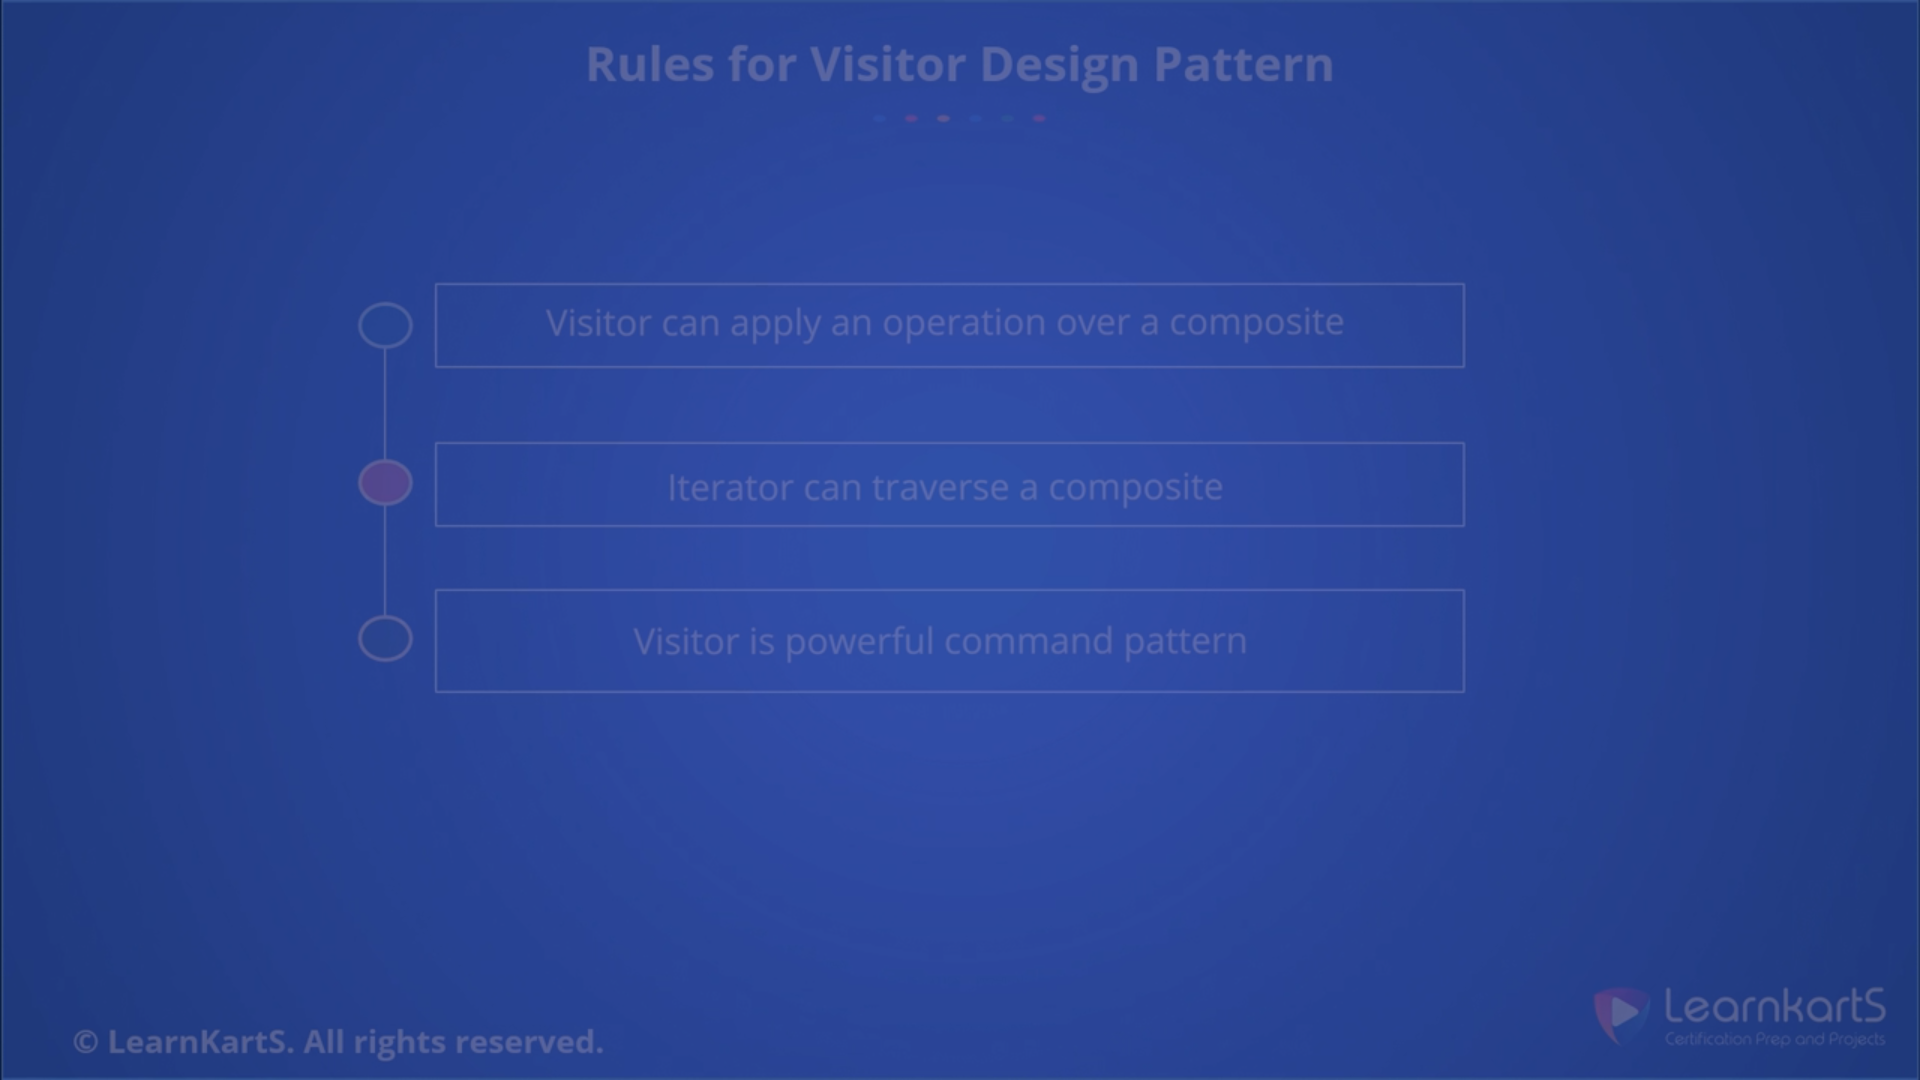 Rules for Visitor Design Pattern
Visitor can apply an operation over a composite
Iterator can traverse a composite
Visitor is powerful command pattern
© LearnKartS. All rights reserved.
LearnkartS
Certification Prep and Projects